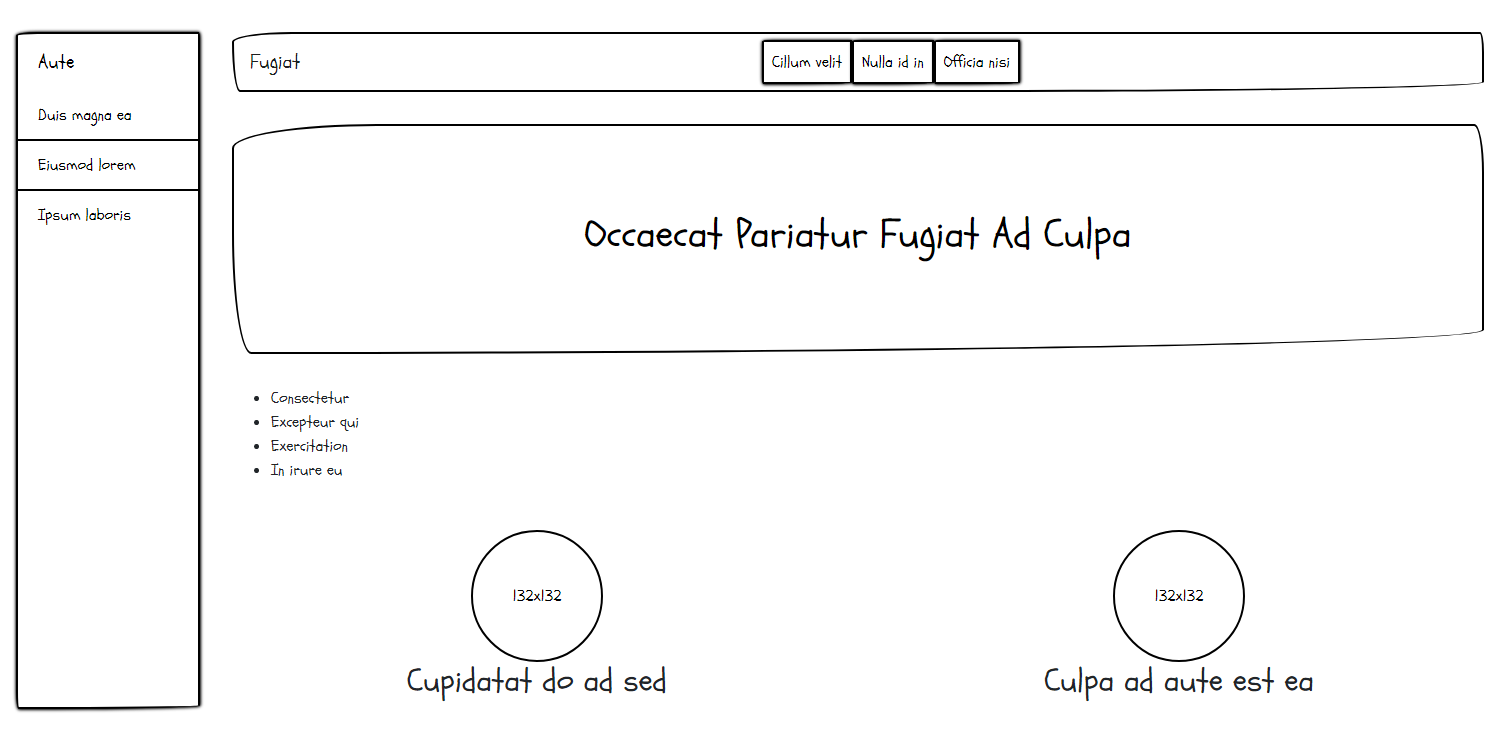 Aute
Duis magna ea
Eiusmod lorem
Ipsum laboris
Fugiat
Cillum velit
Nulla id in
Officia nisi
Occaecat Pariatur Fugiat Ad Culpa
Consectetur
Excepteur qui
Exercitation
In irure eu
132x132
Cupidatat do ad sed
132x132
Culpa ad aute est ea